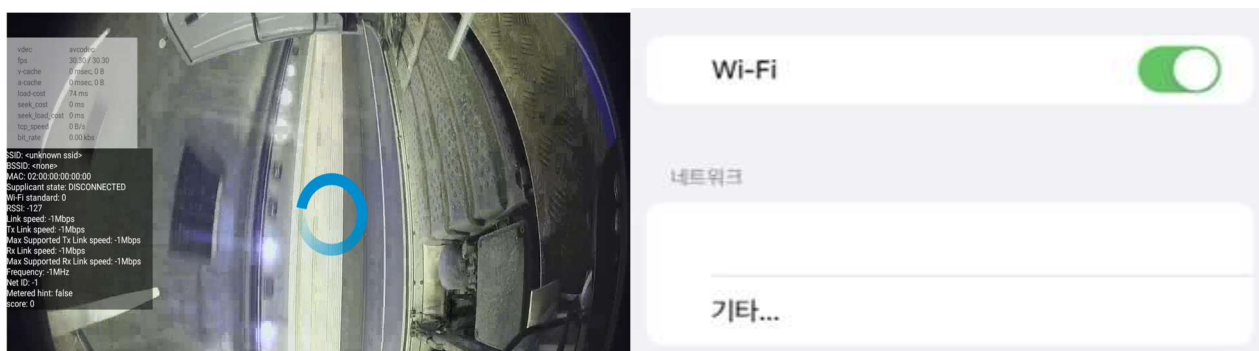 vdec avcodec
fps 30.30 / 30.30
v-cache 0 msec, 0 B
a-cache 0 msec, 0 B
load-cost 74 ms
seek_cost 0 ms
seek_load_cost 0 ms
tcp_speed 0 B/s
bit_rate 0.00 kbs
SSID: <unknown ssid>
BSSID: <none>
MAC: 02:00:00:00:00:00
Supplicant state: DISCONNECTED
Wi-Fi standard: 0
RSSI: -127
Link speed: -1Mbps
Tx Link speed: -1Mbps
Max Supported Tx Link speed: -1Mbps
Rx Link speed: -1Mbps
Max Supported Rx Link speed: -1Mbps
Frequency: -1MHz
Net ID: -1
Metered hint: false
score: 0
Wi-Fi
네트워크
기타...